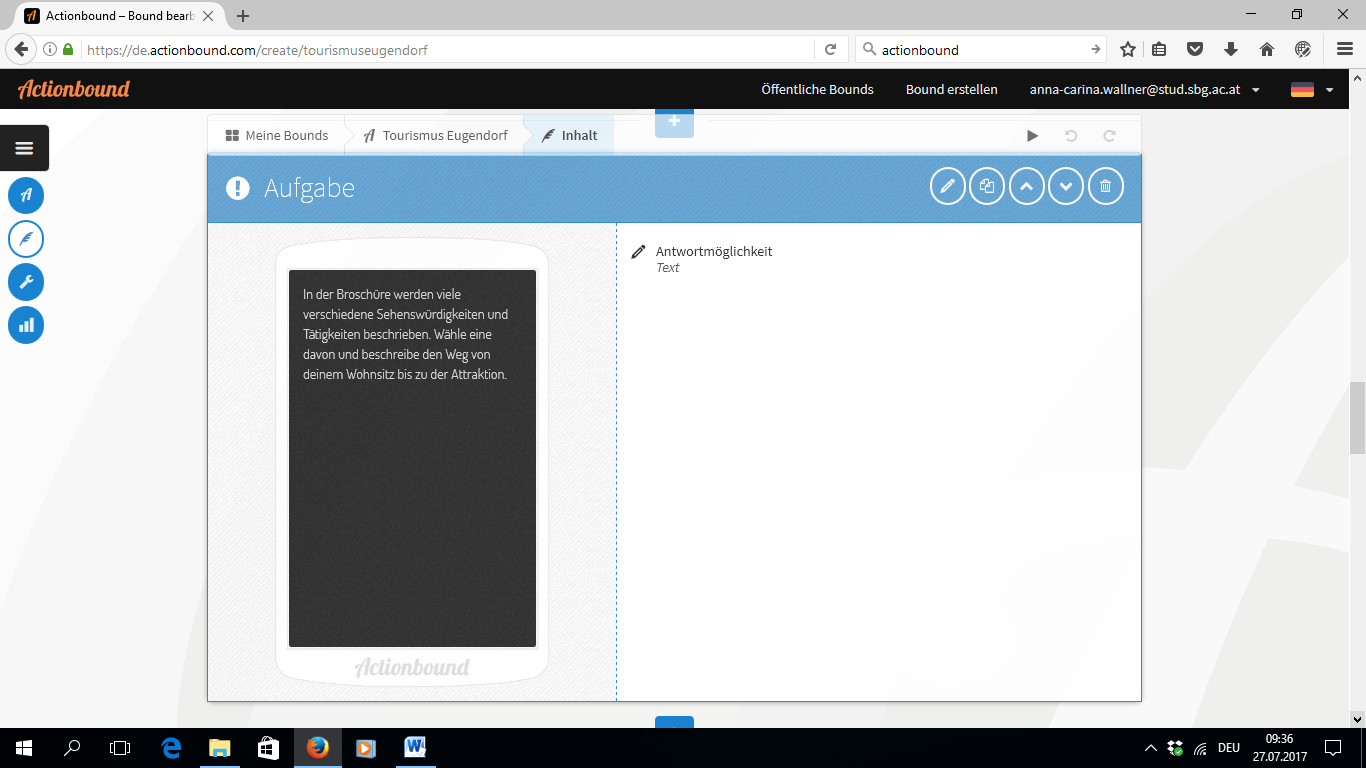 Actionbound – Bound bearb
https://de.actionbound.com/create/tourismuseugendorf
actionbound
Actionbound
Öffentliche Bounds
Bound erstellen
anna-carina.wallner@stud.sbg.ac.at
Meine Bounds
Tourismus Eugendorf
Inhalt
Aufgabe
In der Broschüre werden viele
verschiedene Sehenswürdigkeiten und
Tätigkeiten beschrieben. Wähle eine
davon und beschreibe den Weg von
deinem Wohnsitz bis zu der Attraktion.
Actionbound
Antwortmöglichkeit
Text
DEU
09:36
27.07.2017